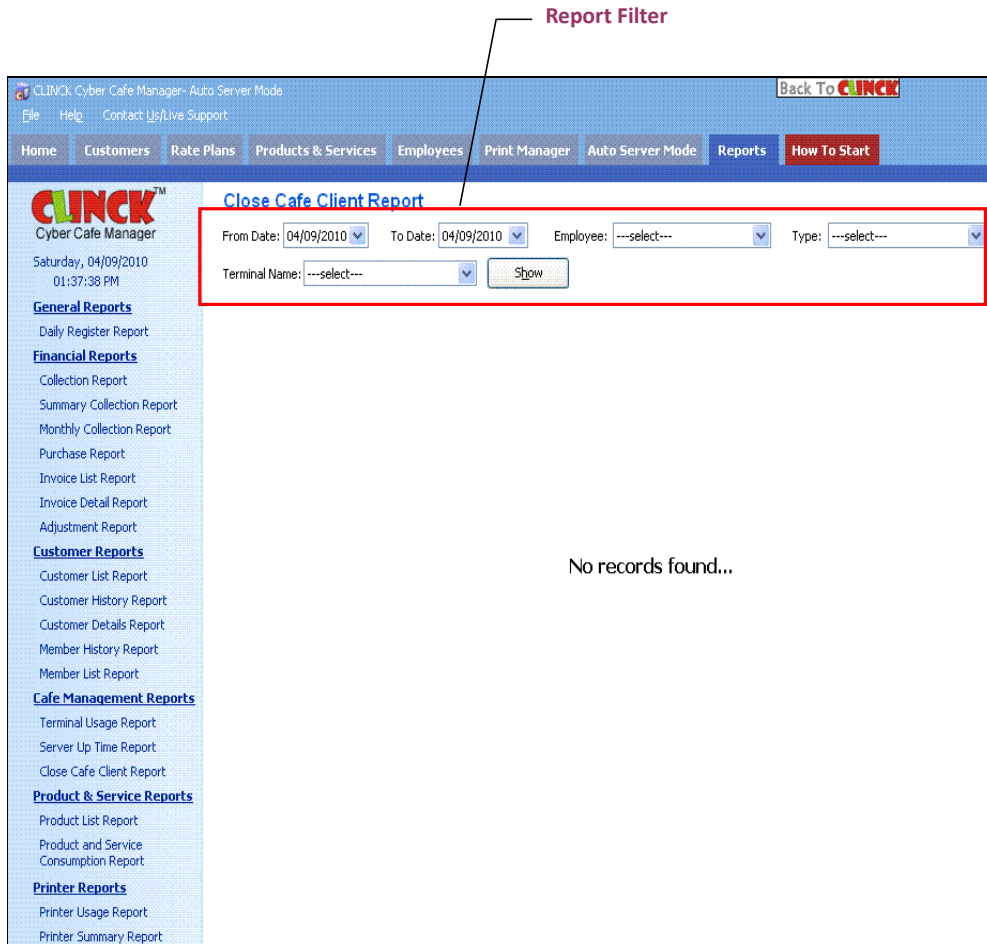 Report Filter
CLINCK Cyber Cafe Manager- Auto Server Mode
Back To CLINCK
File Help Contact Us/Live Support
Home Customers Rate Plans Products & Services Employees Print Manager Auto Server Mode Reports How To Start
CLINCK TM
Cyber Cafe Manager
Saturday, 04/09/2010
01:37:38 PM
General Reports
Daily Register Report
Financial Reports
Collection Report
Summary Collection Report
Monthly Collection Report
Purchase Report
Invoice List Report
Invoice Detail Report
Adjustment Report
Customer Reports
Customer List Report
Customer History Report
Customer Details Report
Member History Report
Member List Report
Cafe Management Reports
Terminal Usage Report
Server Up Time Report
Close Cafe Client Report
Product & Service Reports
Product List Report
Product and Service
Consumption Report
Printer Reports
Printer Usage Report
Printer Summary Report
Close Cafe Client Report
From Date: 04/09/2010 To Date: 04/09/2010 Employee: ---select--- Type: ---select---
Terminal Name: ---select--- Show
No records found...